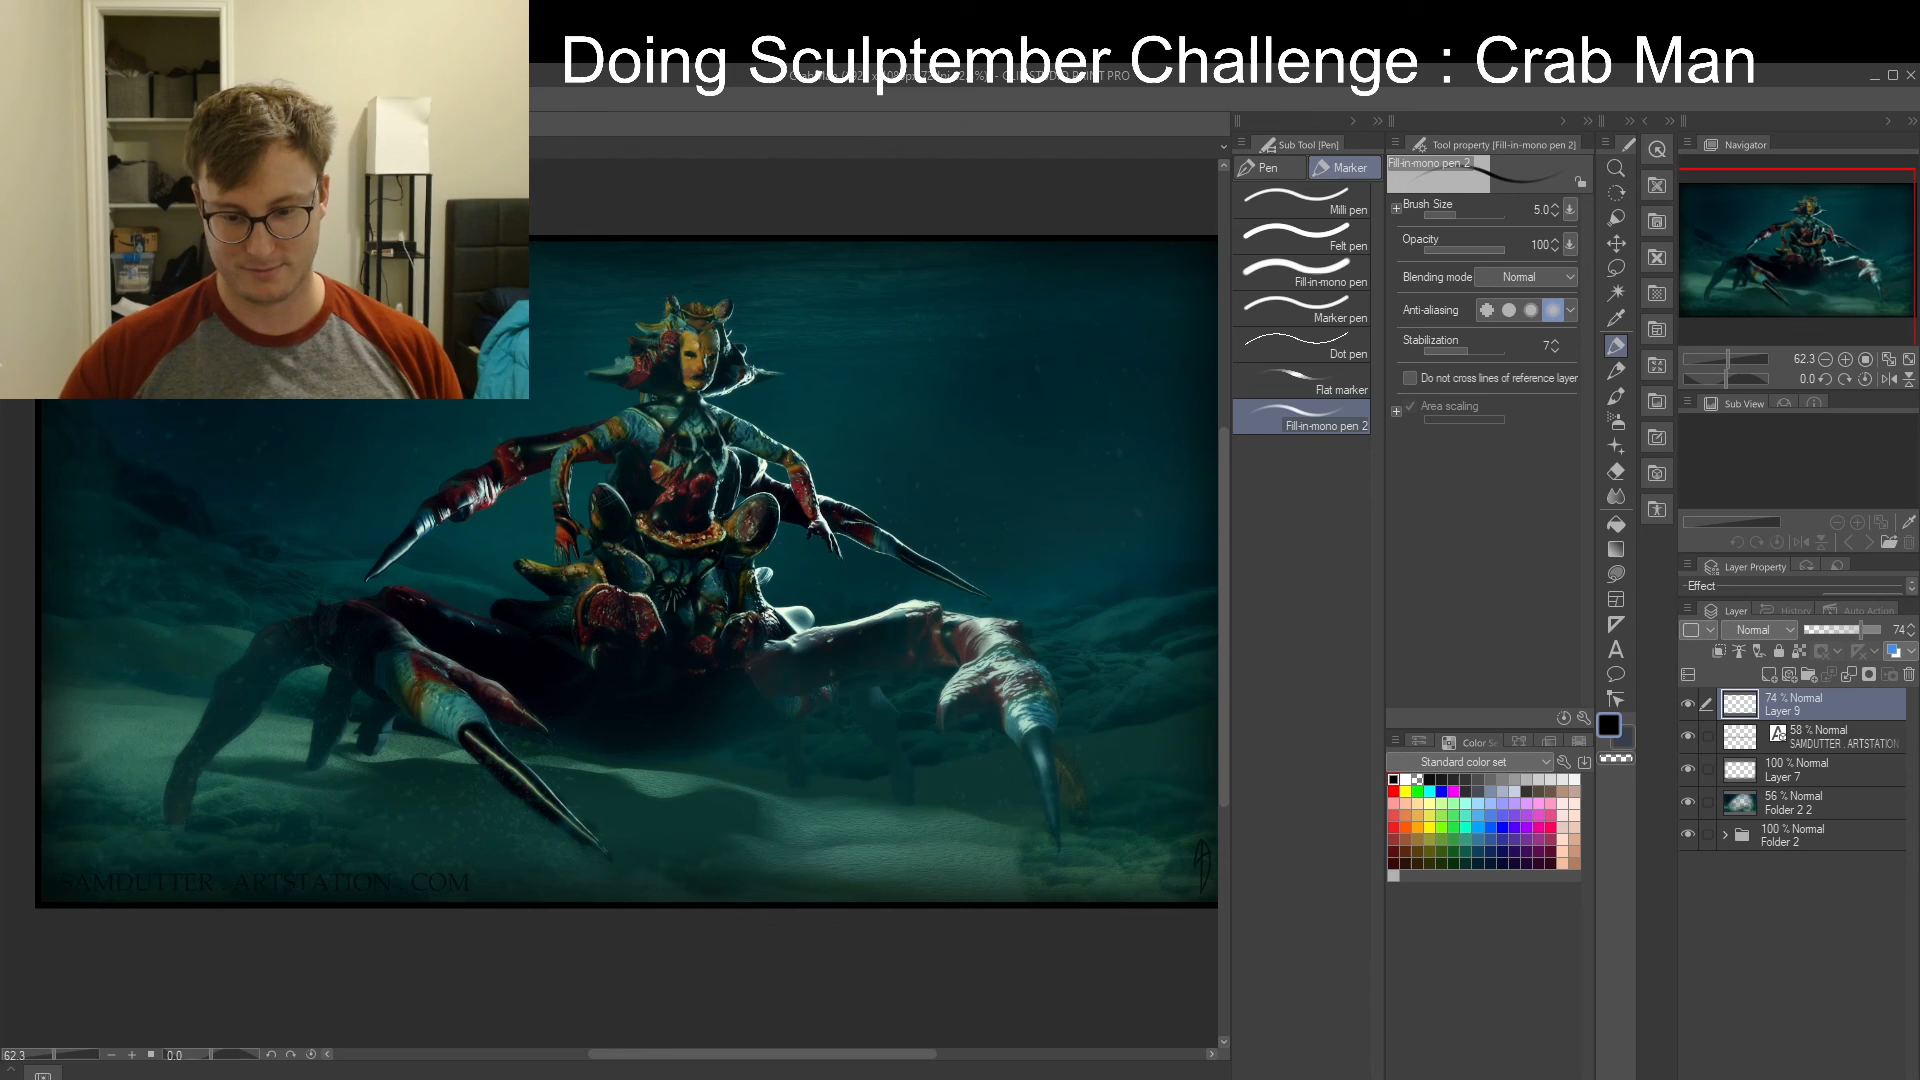 Doing Sculptember Challenge : Crab Man
PAINT PRO
Sub Tool [Pen]
Tool property [Fill-in-mono pen 2]
Navigator
Pen
Marker
Fill-in-mono pen 2
Milli pen
Brush Size
5.0
Felt pen
Opacity
100
Fill-in-mono pen
Blending mode
Normal
Marker pen
Anti-aliasing
Dot pen
Stabilization
7
62.3
Do not cross lines of reference layer
0.0
Flat marker
Area scaling
Sub View
Fill-in-mono pen 2
Layer Property
Effect
Layer
History
Auto Action
Normal
74
74 % Normal
Layer 9
58 % Normal
SAMDUTTER . ARTSTATION
100 % Normal
Layer 7
56 % Normal
Folder 2 2
100 % Normal
Folder 2
Color Se
Standard color set
SAMDUTTER . ARTSTATION . COM
62.3
0.0